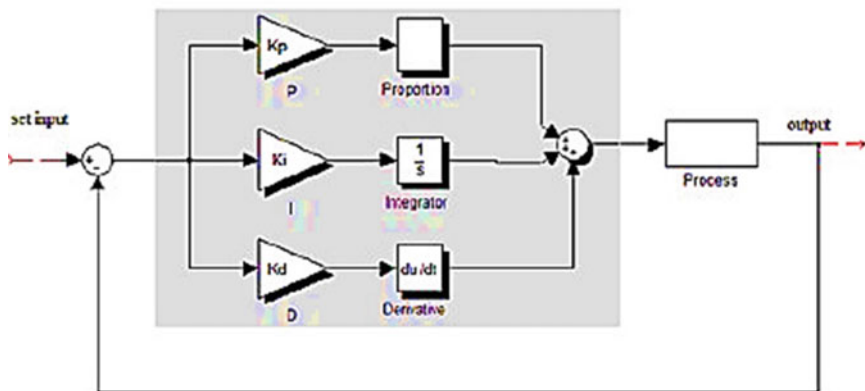 Kp
P
Proportion
set input
+
-
Ki
I
1
s
Integrator
+
+
+
Process
output
Kd
D
du/dt
Derivative